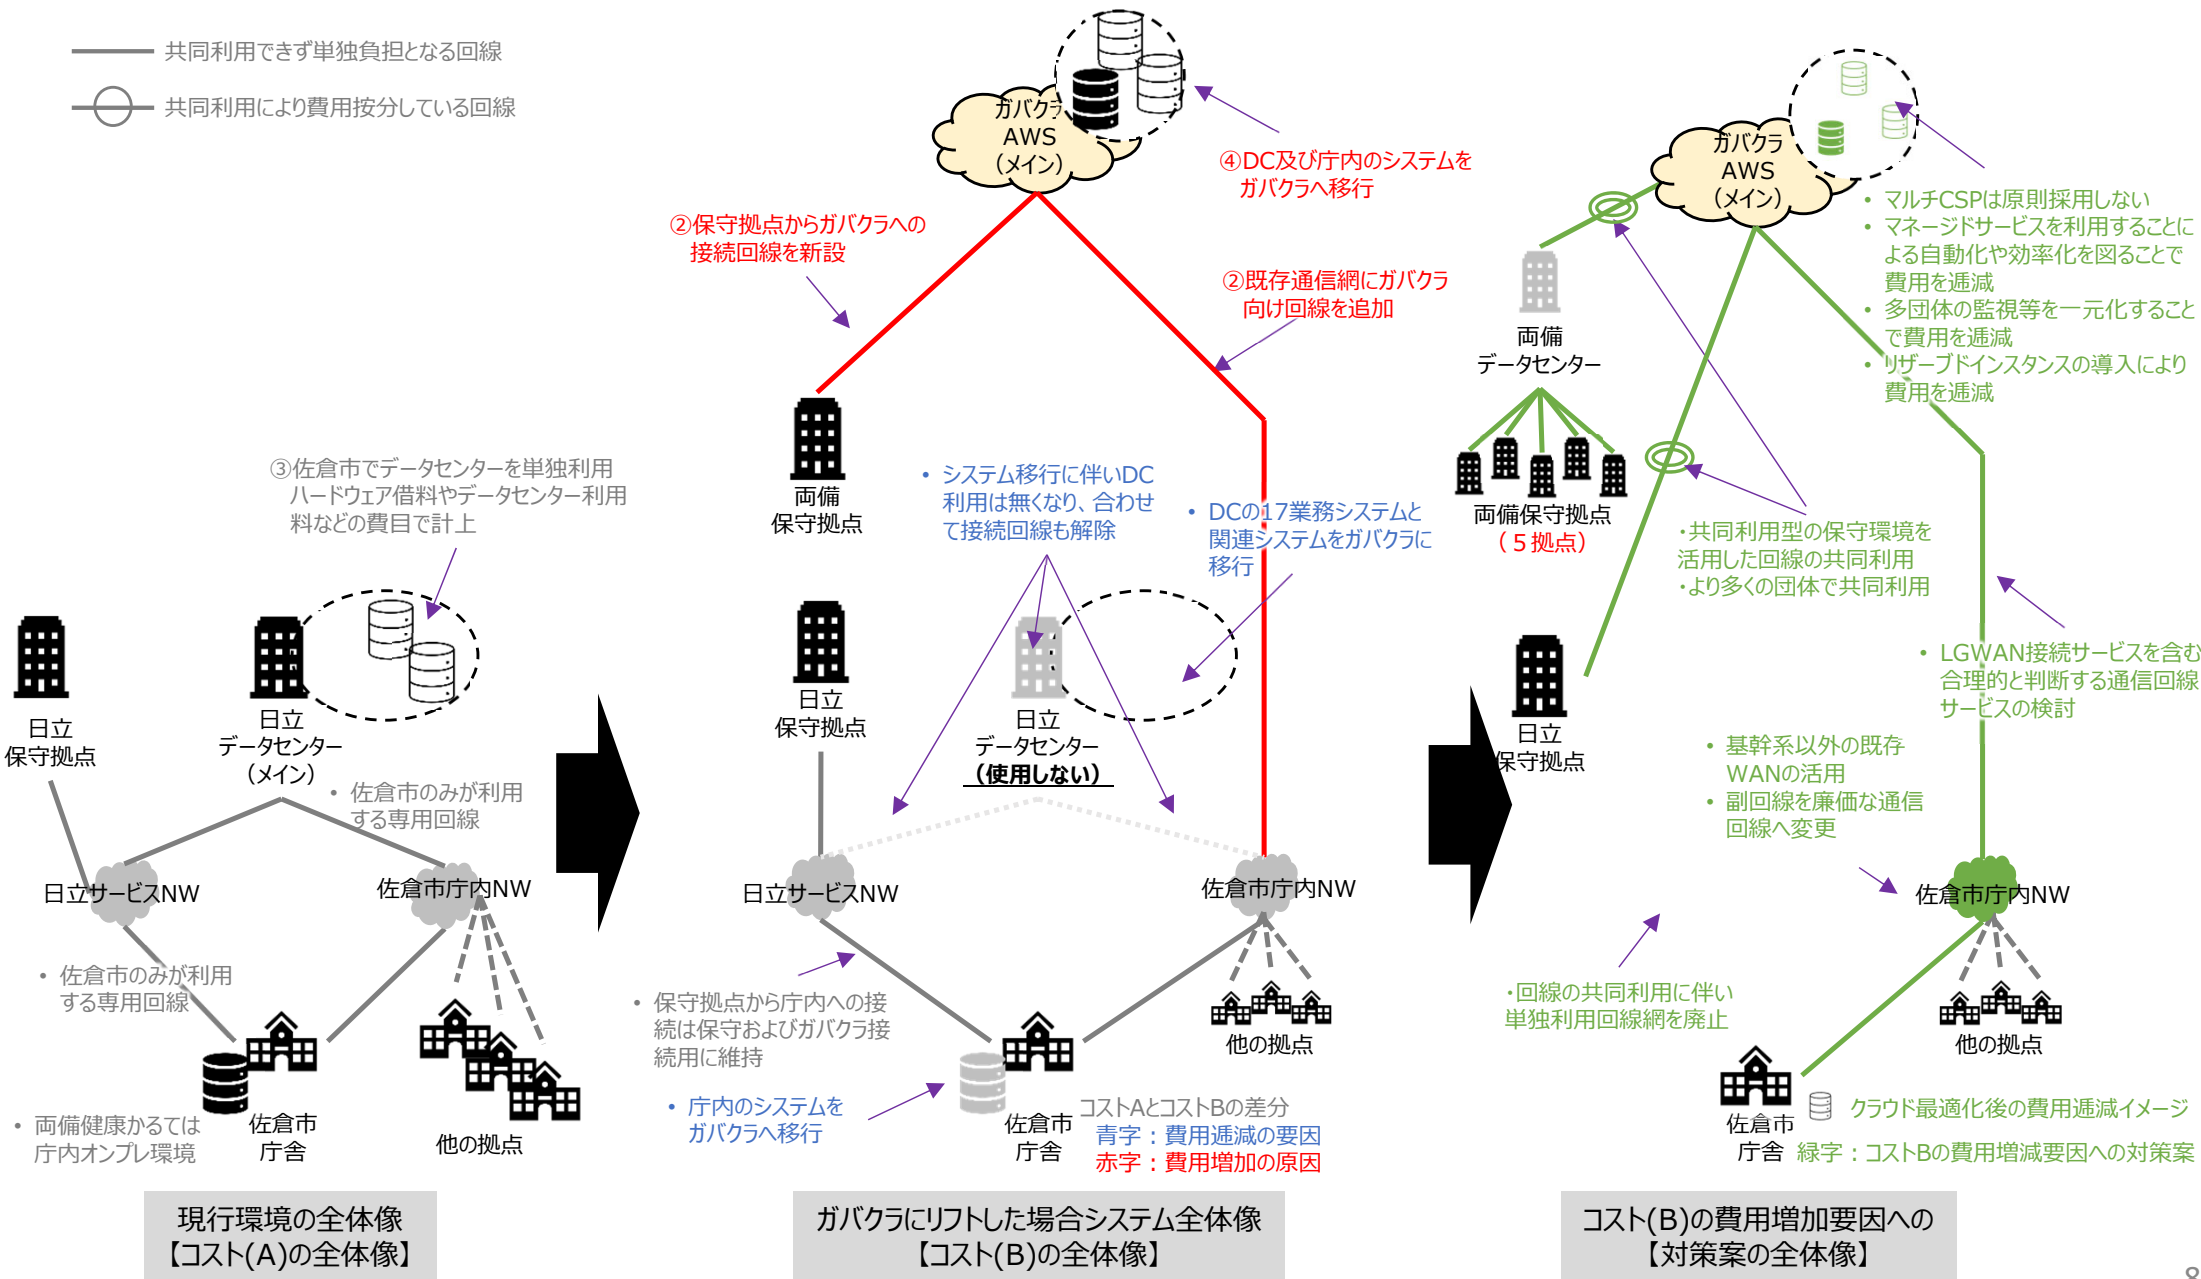 共同利用できず単独負担となる回線
共同利用により費用按分している回線
③佐倉市でデータセンターを単独利用
ハードウェア借料やデータセンター利用
料などの費目で計上
日立
保守拠点
日立
データセンター
（メイン）
• 佐倉市のみが利用
する専用回線
日立サービスNW
佐倉市庁内NW
• 佐倉市のみが利用
する専用回線
• 両備健康かるては
庁内オンプレ環境
佐倉市
庁舎
他の拠点
現行環境の全体像
【コスト(A)の全体像】
ガバクラ
AWS
（メイン）
④DC及び庁内のシステムを
ガバクラへ移行
②保守拠点からガバクラへの
接続回線を新設
②既存通信網にガバクラ
向け回線を追加
両備
保守拠点
• システム移行に伴いDC
利用は無くなり、合わせ
て接続回線も解除
• DCの17業務システムと
関連システムをガバクラに
移行
日立
保守拠点
日立
データセンター
（使用しない）
日立サービスNW
佐倉市庁内NW
• 保守拠点から庁内への接
続は保守およびガバクラ接
続用に維持
• 庁内のシステムを
ガバクラへ移行
佐倉市
庁舎
他の拠点
コストAとコストBの差分
青字：費用逓減の要因
赤字：費用増加の原因
ガバクラにリフトした場合システム全体像
【コスト(B)の全体像】
ガバクラ
AWS
（メイン）
• マルチCSPは原則採用しない
• マネージドサービスを利用することに
よる自動化や効率化を図ることで
費用を逓減
• 多団体の監視等を一元化すること
で費用を逓減
• リザーブドインスタンスの導入により
費用を逓減
両備
データセンター
両備保守拠点
（５拠点）
・共同利用型の保守環境を
活用した回線の共同利用
・より多くの団体で共同利用
日立
保守拠点
• LGWAN接続サービスを含む
合理的と判断する通信回線
サービスの検討
• 基幹系以外の既存
WANの活用
• 副回線を廉価な通信
回線へ変更
佐倉市庁内NW
・回線の共同利用に伴い
単独利用回線網を廃止
他の拠点
佐倉市
庁舎
クラウド最適化後の費用逓減イメージ
緑字：コストBの費用増減要因への対策案
コスト(B)の費用増加要因への
【対策案の全体像】
8